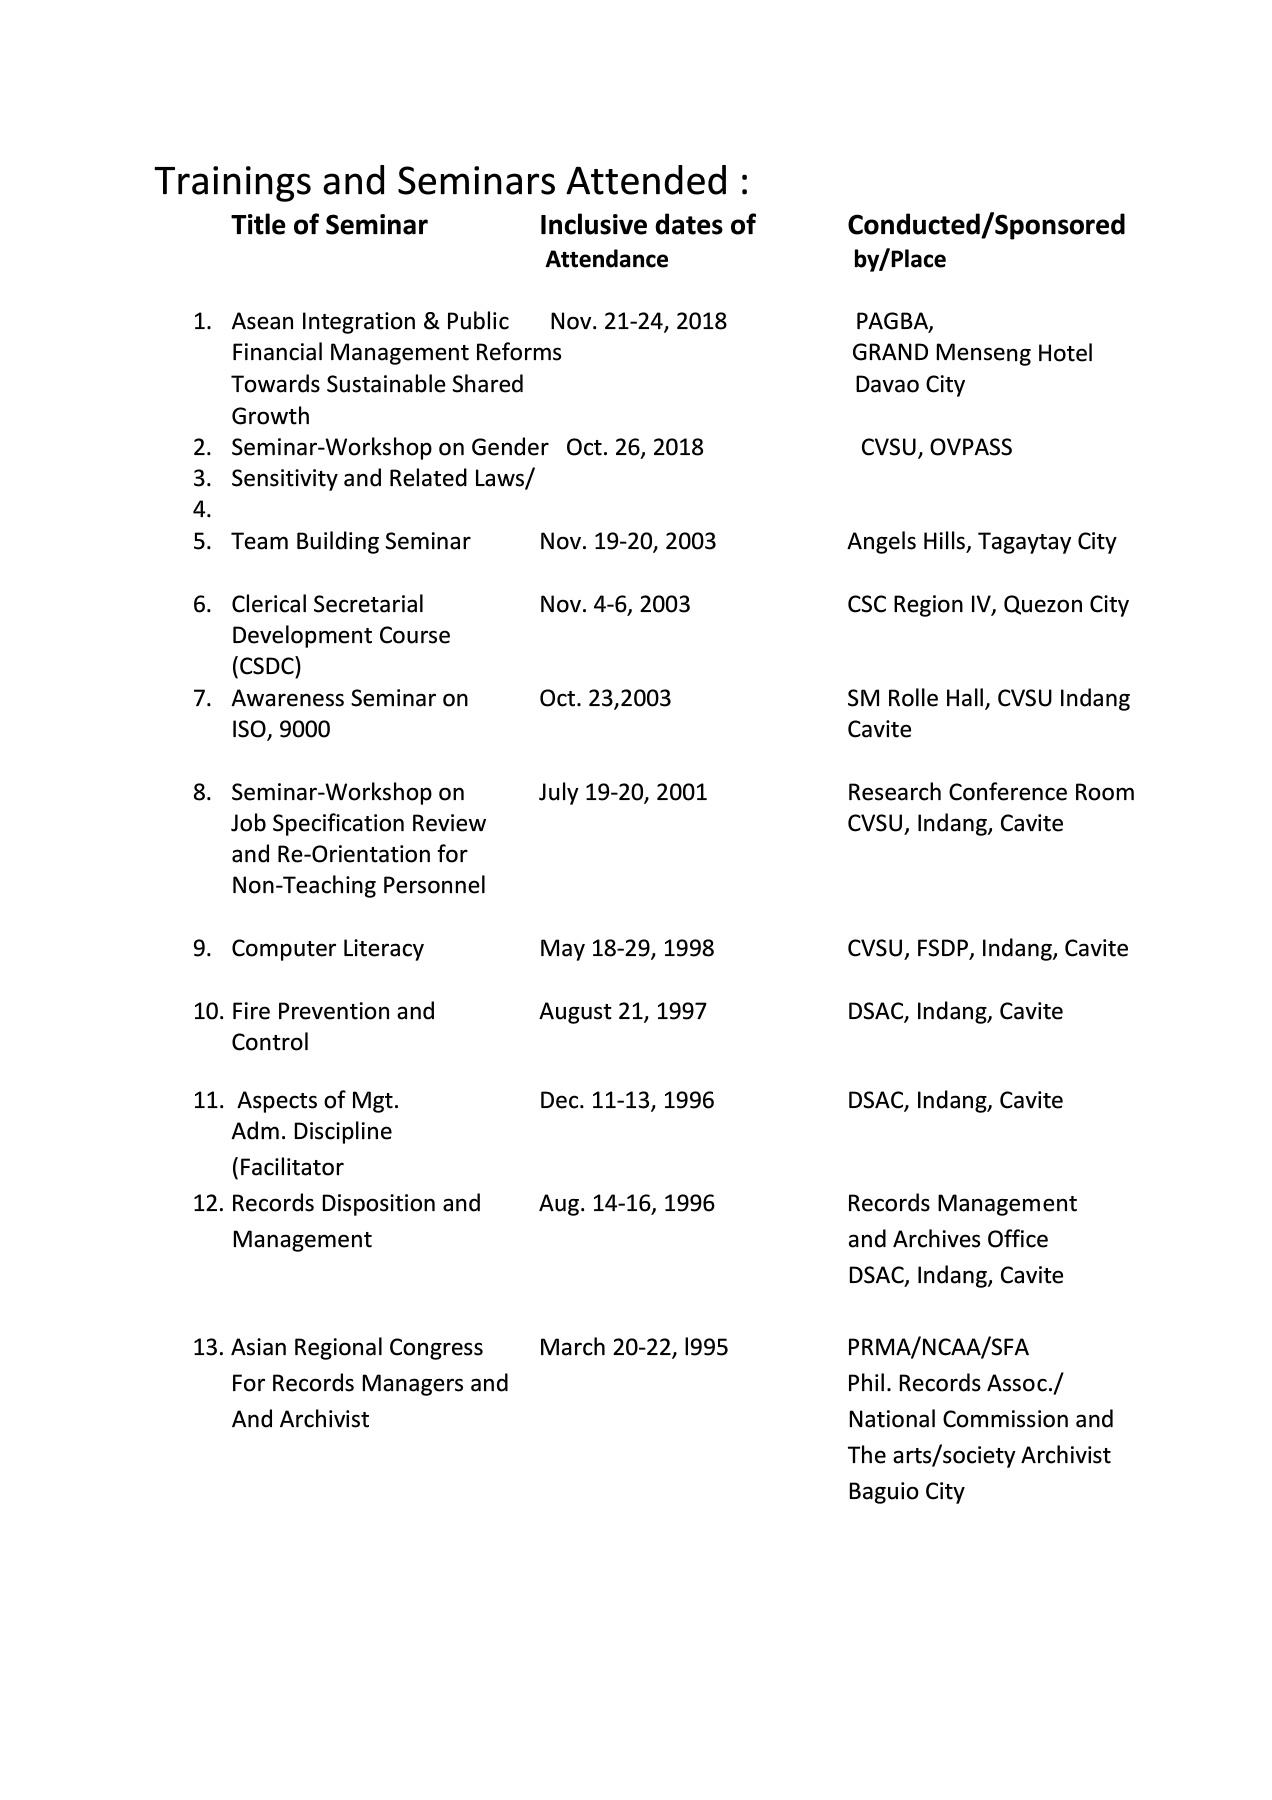 Trainings and Seminars Attended :
Title of Seminar Inclusive dates of Conducted/Sponsored
Attendance by/Place
1. Asean Integration & Public Nov. 21-24, 2018 PAGBA,
Financial Management Reforms GRAND Menseng Hotel
Towards Sustainable Shared Davao City
Growth
2. Seminar-Workshop on Gender Oct. 26, 2018 CVSU, OVPASS
3. Sensitivity and Related Laws/
4.
5. Team Building Seminar Nov. 19-20, 2003 Angels Hills, Tagaytay City
6. Clerical Secretarial Nov. 4-6, 2003 CSC Region IV, Quezon City
Development Course
(CSDC)
7. Awareness Seminar on Oct. 23,2003 SM Rolle Hall, CVSU Indang
ISO, 9000 Cavite
8. Seminar-Workshop on July 19-20, 2001 Research Conference Room
Job Specification Review CVSU, Indang, Cavite
and Re-Orientation for
Non-Teaching Personnel
9. Computer Literacy May 18-29, 1998 CVSU, FSDP, Indang, Cavite
10. Fire Prevention and August 21, 1997 DSAC, Indang, Cavite
Control
11. Aspects of Mgt. Dec. 11-13, 1996 DSAC, Indang, Cavite
Adm. Discipline
(Facilitator
12. Records Disposition and Aug. 14-16, 1996 Records Management
Management and Archives Office
DSAC, Indang, Cavite
13. Asian Regional Congress March 20-22, l995 PRMA/NCAA/SFA
For Records Managers and Phil. Records Assoc./
And Archivist National Commission and
The arts/society Archivist
Baguio City